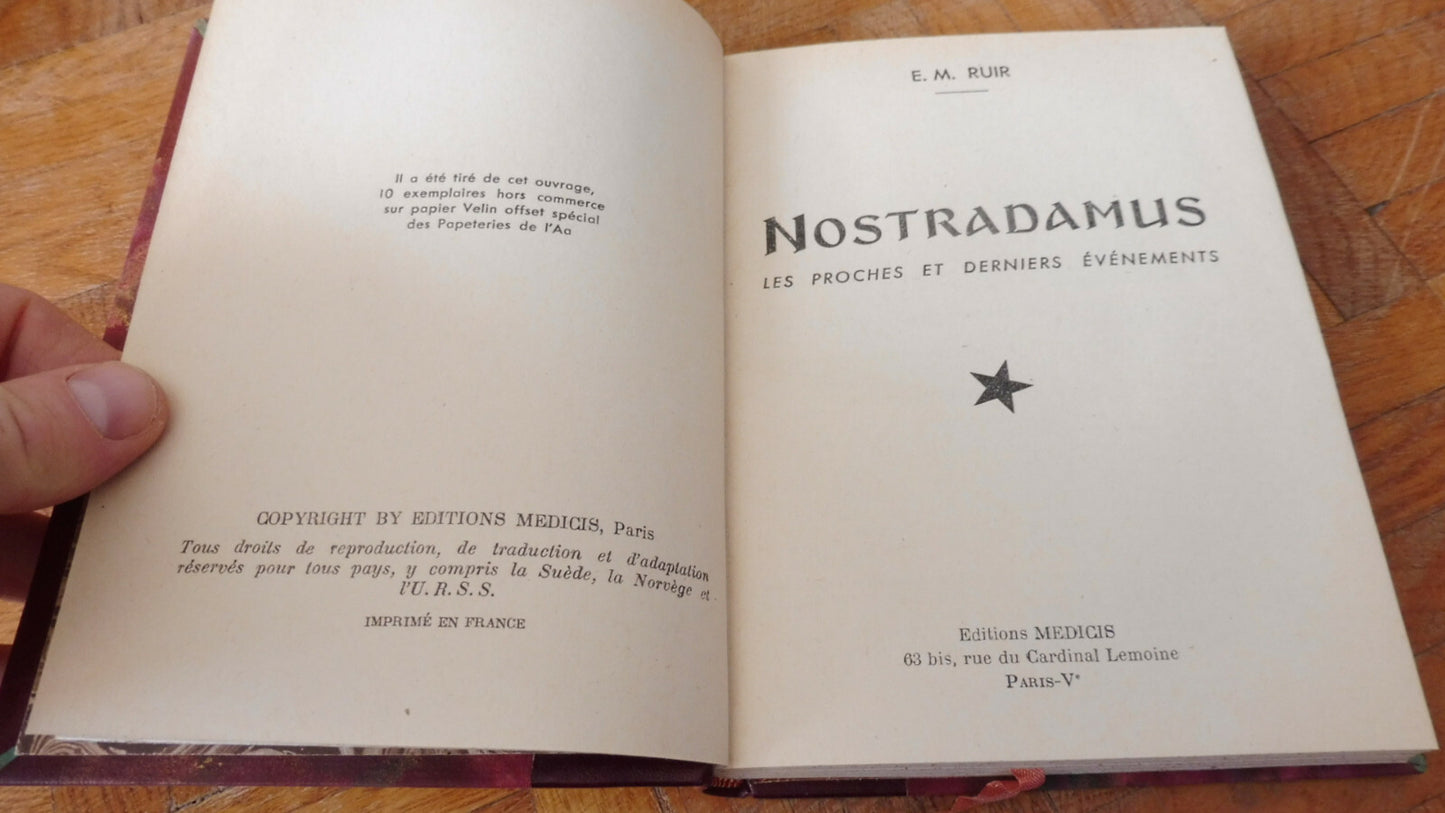 Il a été tiré de cet ouvrage,
10 exemplaires hors commerce
sur papier Velin offset spécial
des Papeteries de l'Aa
COPYRIGHT BY EDITIONS MEDICIS, Paris
Tous droits de reproduction, de traduction et d'adaptation
réservés pour tous pays, y compris la Suède, la Norvège et
l'U. R. S. S.
IMPRIMÉ EN FRANCE
E. M. RUIR
NOSTRADAMUS
LES PROCHES ET DERNIERS ÉVÉNEMENTS
Editions MEDICIS
63 bis, rue du Cardinal Lemoine
PARIS-Vᵉ